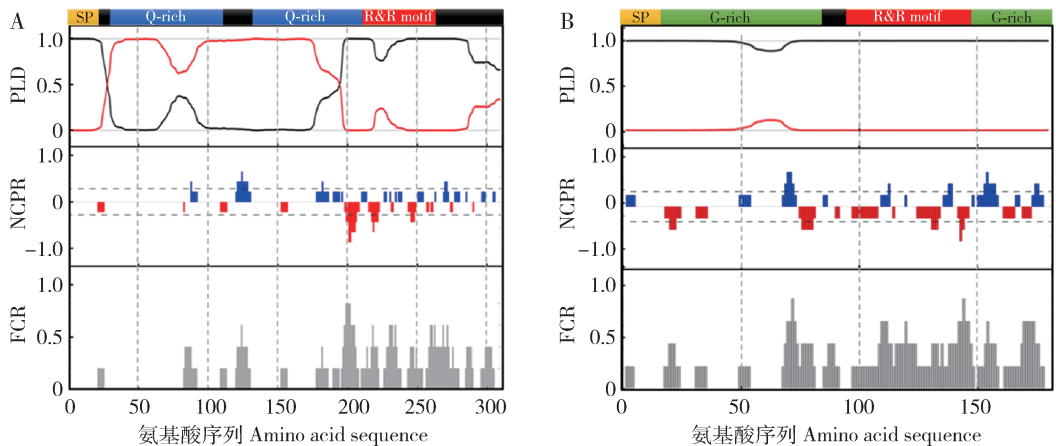 A
SP Q-rich Q-rich R&R motif
PLD
1.0
0.5
0
NCPR
1.0
0
−1.0
FCR
1.0
0.5
0
0 50 100 150 200 250 300
氨基酸序列 Amino acid sequence
B
SP G-rich R&R motif G-rich
PLD
1.0
0.5
0
NCPR
1.0
0
−1.0
FCR
1.0
0.5
0
0 50 100 150
氨基酸序列 Amino acid sequence